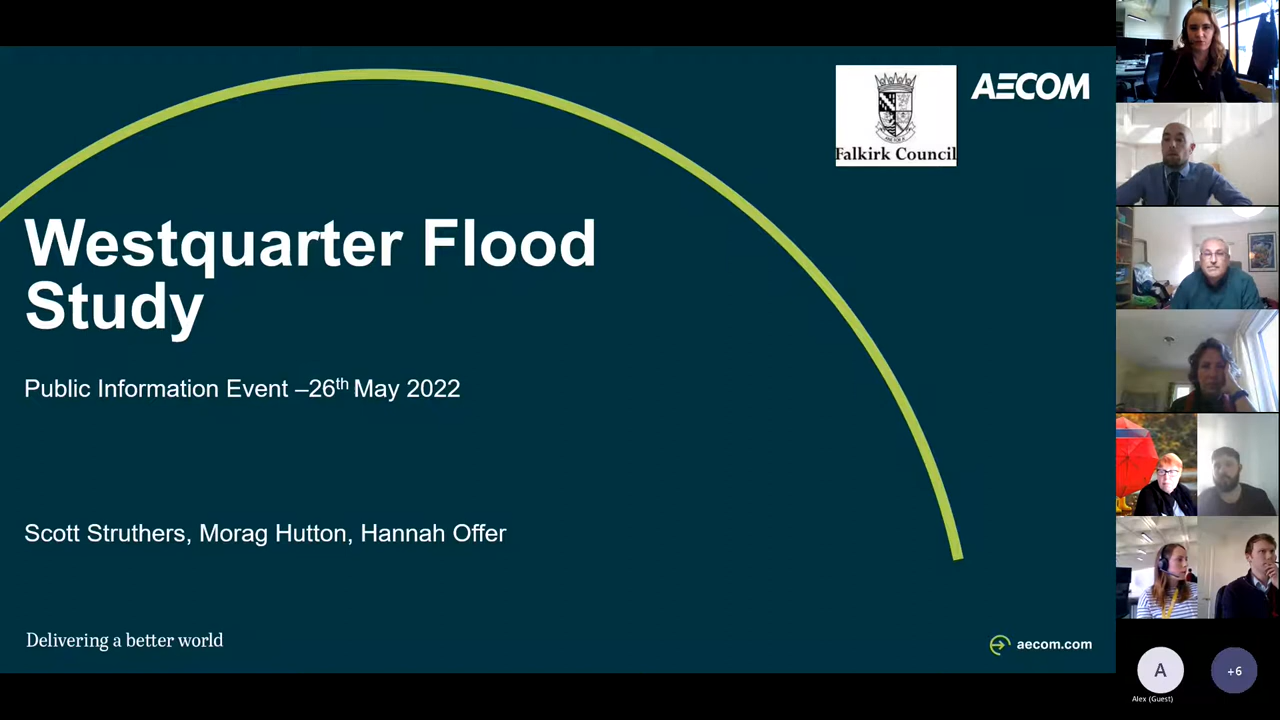 Falkirk Council
AECOM
Westquarter Flood
Study
Public Information Event –26th May 2022
Scott Struthers, Morag Hutton, Hannah Offer
Delivering a better world
aecom.com
A
+6
Alex (Guest)